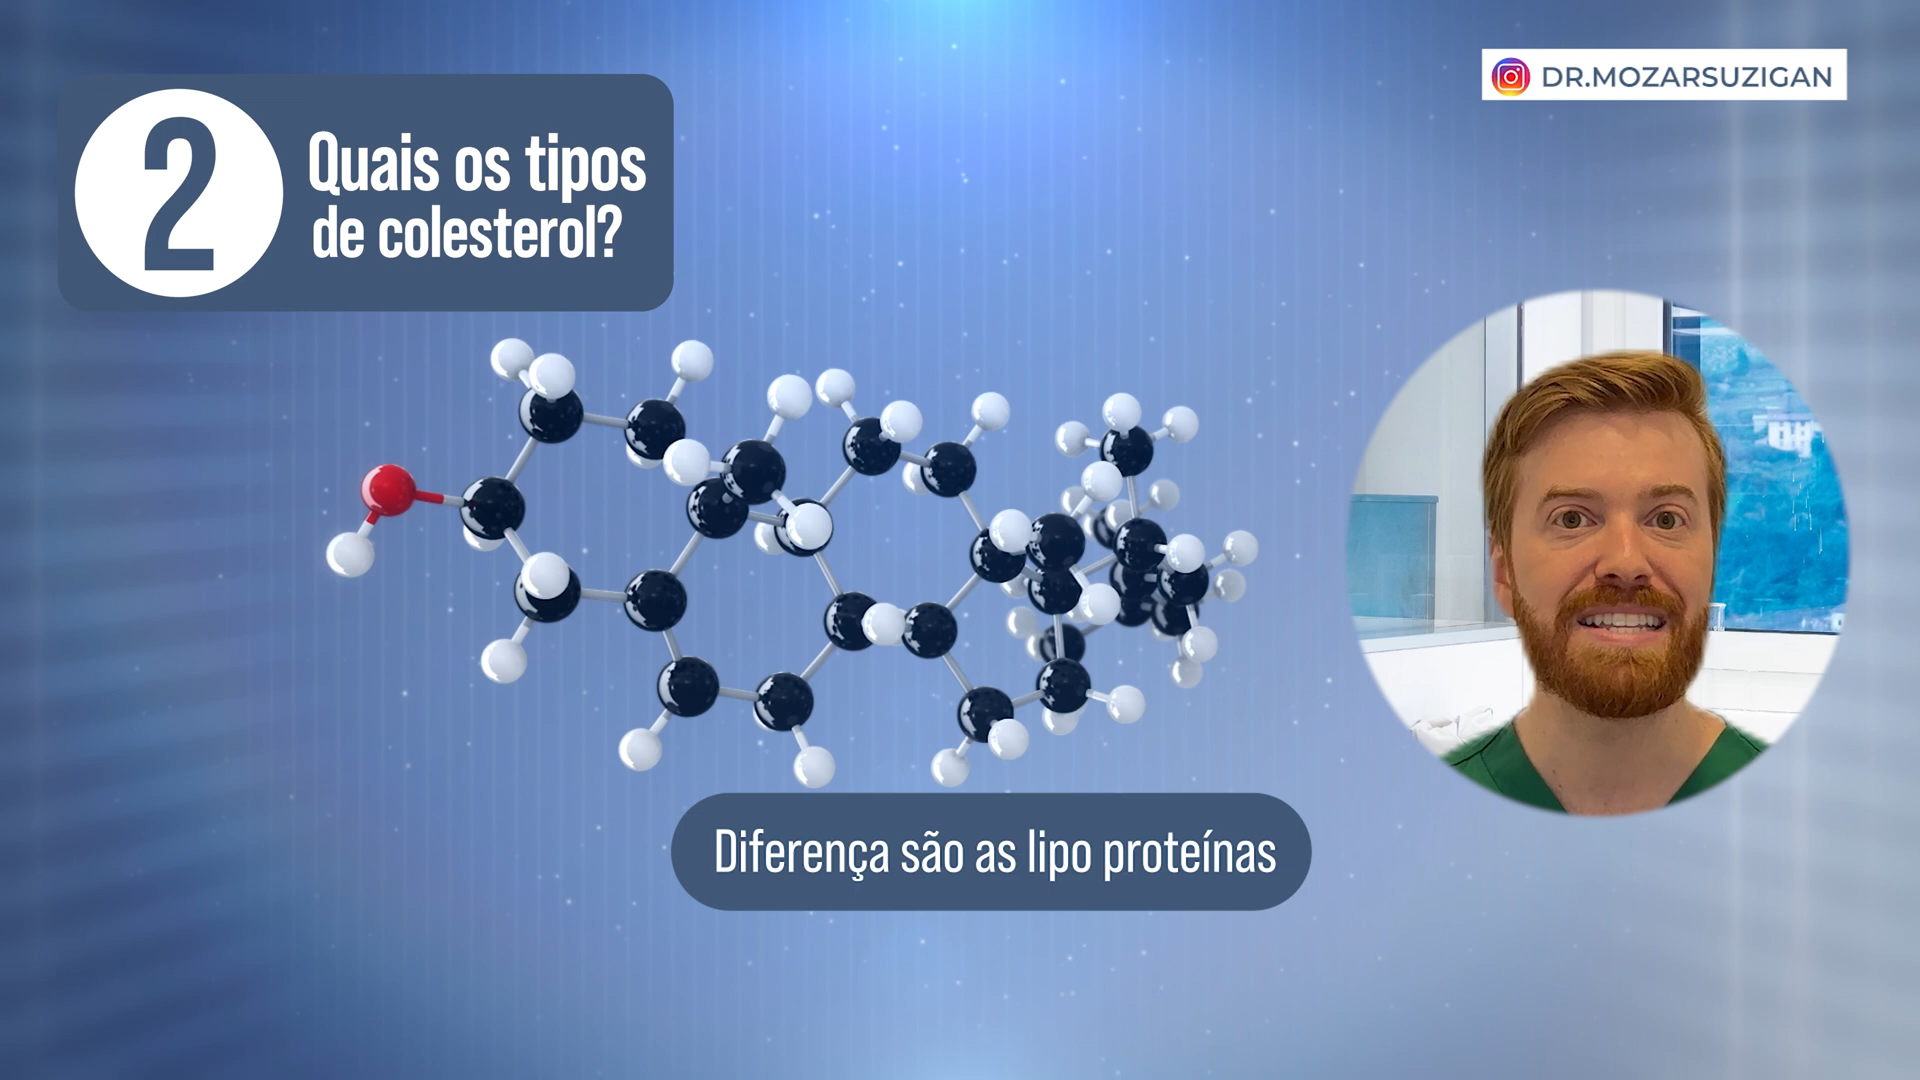 2
Quais os tipos
de colesterol?
DR.MOZARSUZIGAN
Diferença são as lipo proteínas